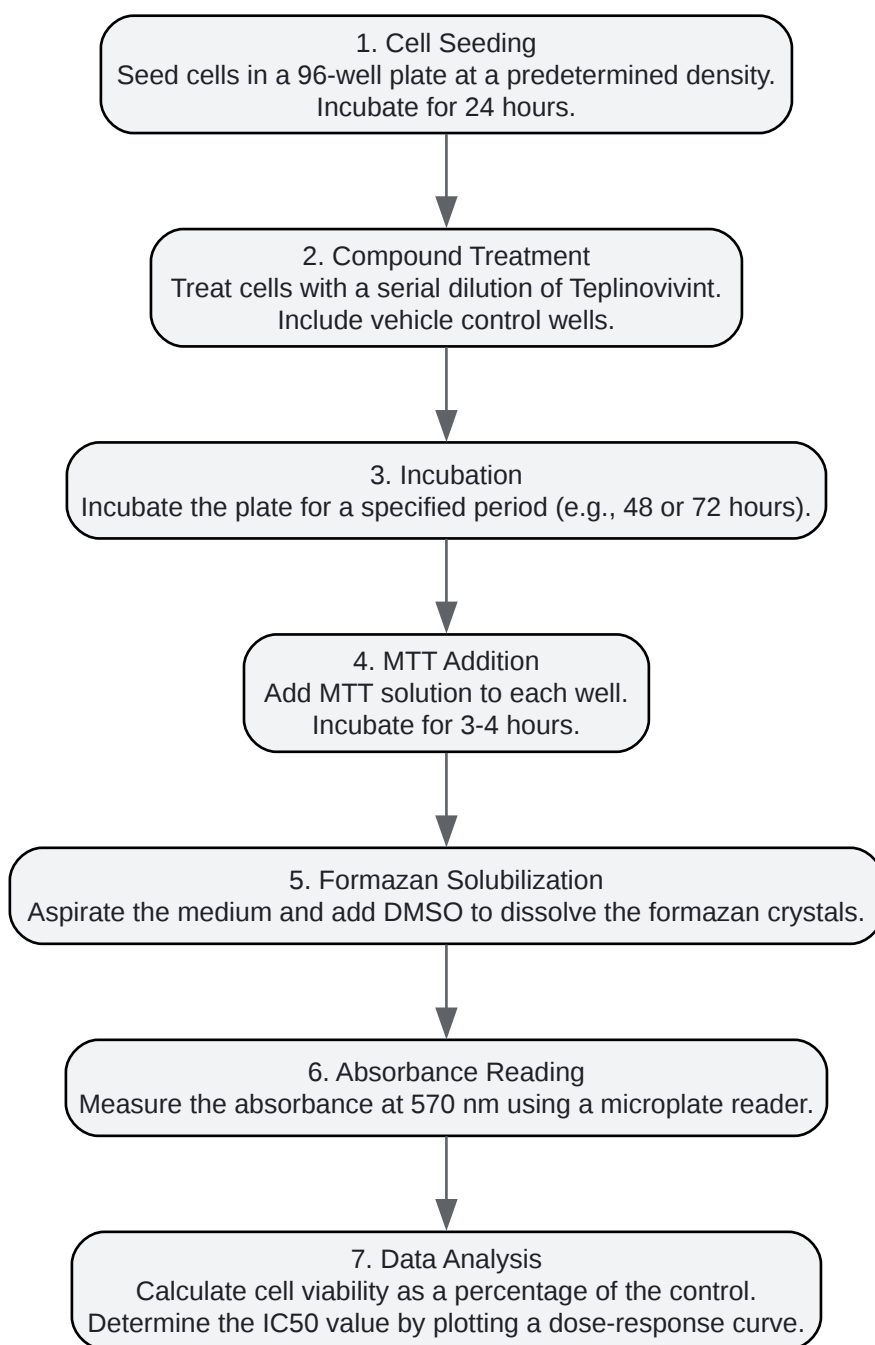 1. Cell Seeding
Seed cells in a 96-well plate at a predetermined density.
Incubate for 24 hours.
2. Compound Treatment
Treat cells with a serial dilution of Teplinovivint.
Include vehicle control wells.
3. Incubation
Incubate the plate for a specified period (e.g., 48 or 72 hours).
4. MTT Addition
Add MTT solution to each well.
Incubate for 3-4 hours.
5. Formazan Solubilization
Aspirate the medium and add DMSO to dissolve the formazan crystals.
6. Absorbance Reading
Measure the absorbance at 570 nm using a microplate reader.
7. Data Analysis
Calculate cell viability as a percentage of the control.
Determine the IC50 value by plotting a dose-response curve.